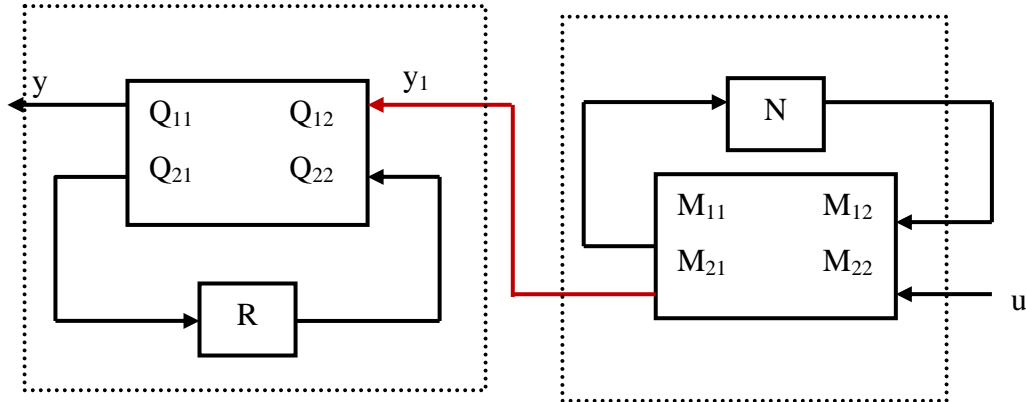 y
y₁
Q₁₁ Q₁₂
Q₂₁ Q₂₂
R
N
M₁₁ M₁₂
M₂₁ M₂₂
u